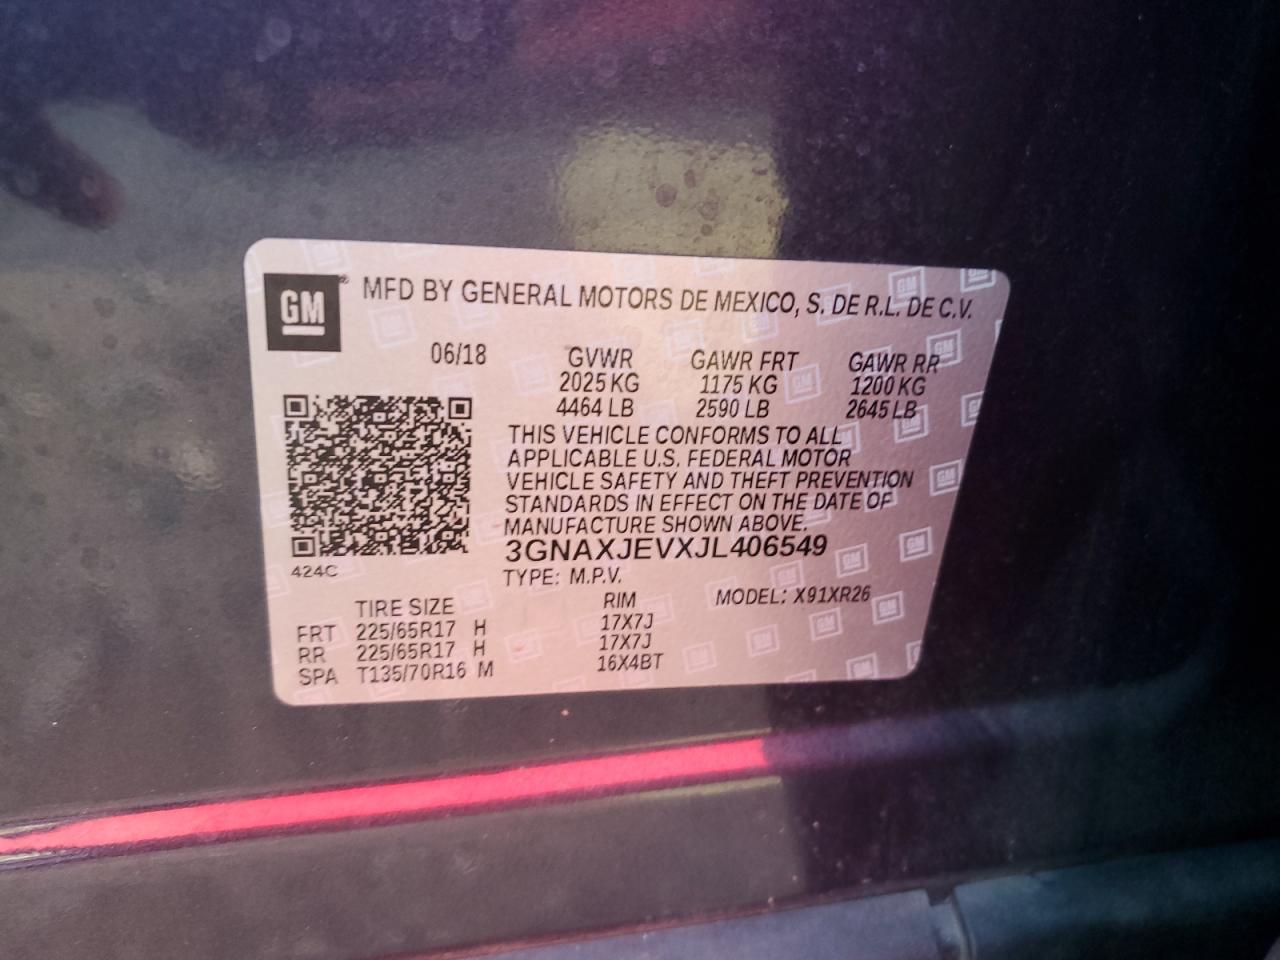 GM ® MFD BY GENERAL MOTORS DE MEXICO, S. DE R.L. DE C.V.
06/18 GVWR GAWR FRT GAWR RR
2025 KG 1175 KG 1200 KG
4464 LB 2590 LB 2645 LB
THIS VEHICLE CONFORMS TO ALL
APPLICABLE U.S. FEDERAL MOTOR
VEHICLE SAFETY AND THEFT PREVENTION
STANDARDS IN EFFECT ON THE DATE OF
MANUFACTURE SHOWN ABOVE.
3GNAXJEVXJL406549
424C TYPE: M.P.V.
TIRE SIZE RIM MODEL: X91XR26
FRT 225/65R17 H 17X7J
RR 225/65R17 H 17X7J
SPA T135/70R16 M 16X4BT